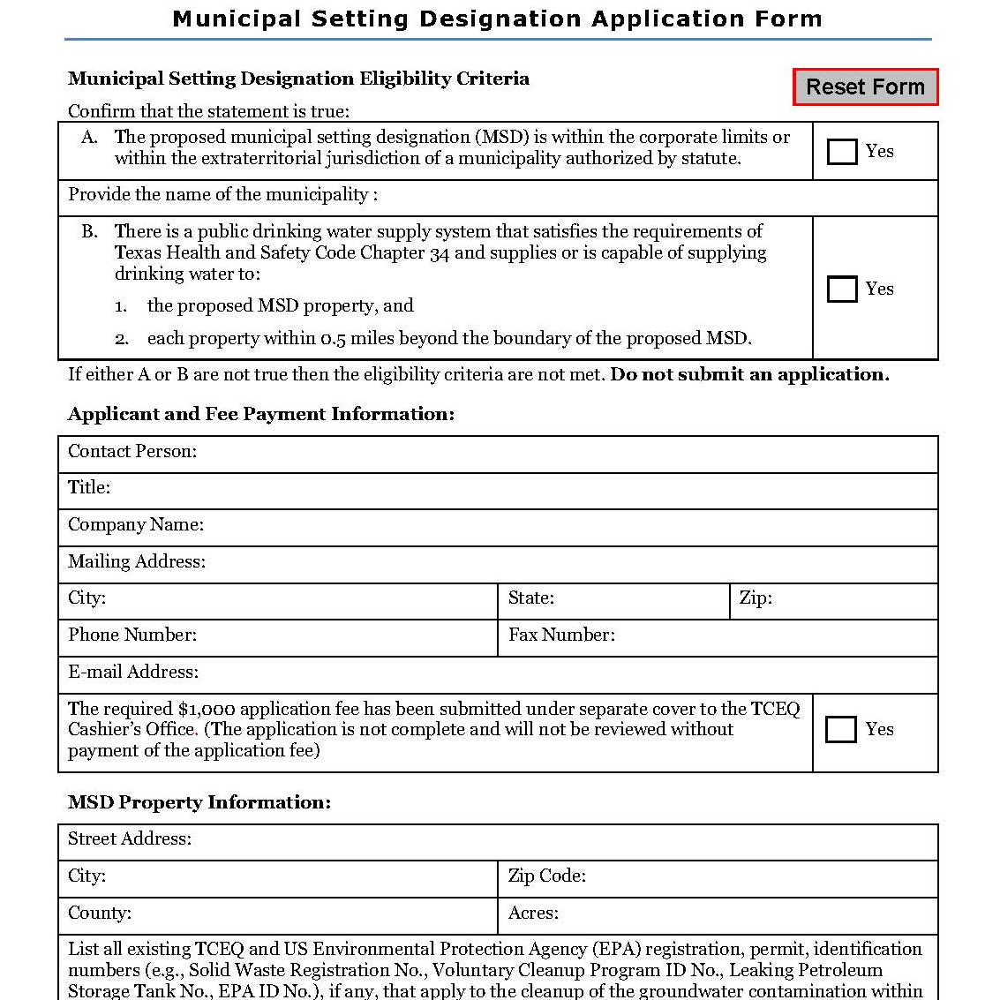 Municipal Setting Designation Application Form
Municipal Setting Designation Eligibility Criteria
Reset Form
Confirm that the statement is true:
A. The proposed municipal setting designation (MSD) is within the corporate limits or
within the extraterritorial jurisdiction of a municipality authorized by statute.
Yes
Provide the name of the municipality :
B. There is a public drinking water supply system that satisfies the requirements of
Texas Health and Safety Code Chapter 34 and supplies or is capable of supplying
drinking water to:
1. the proposed MSD property, and
2. each property within 0.5 miles beyond the boundary of the proposed MSD.
Yes
If either A or B are not true then the eligibility criteria are not met. Do not submit an application.
Applicant and Fee Payment Information:
Contact Person:
Title:
Company Name:
Mailing Address:
City: State: Zip:
Phone Number: Fax Number:
E-mail Address:
The required $1,000 application fee has been submitted under separate cover to the TCEQ
Cashier's Office. (The application is not complete and will not be reviewed without
payment of the application fee)
Yes
MSD Property Information:
Street Address:
City: Zip Code:
County: Acres:
List all existing TCEQ and US Environmental Protection Agency (EPA) registration, permit, identification
numbers (e.g., Solid Waste Registration No., Voluntary Cleanup Program ID No., Leaking Petroleum
Storage Tank No., EPA ID No.), if any, that apply to the cleanup of the groundwater contamination within